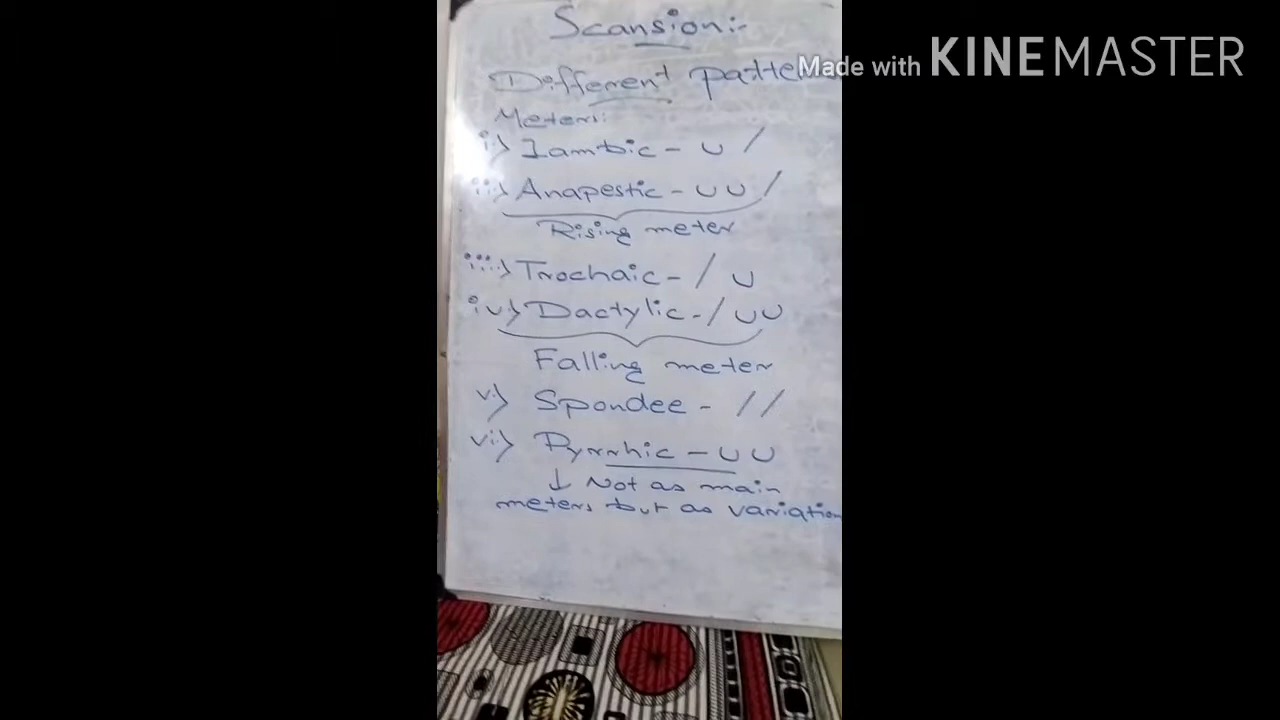 Scansion:-
Made with KINEMASTER
Different
Meters:
i) Iambic - ∪ /
ii) Anapestic - ∪∪ /
Rising meter
iii) Trochaic - / ∪
iv) Dactylic - / ∪∪
Falling meter
v) Spondee - //
vi) Pyrrhic - ∪∪
↓ Not as main
meters but as variation